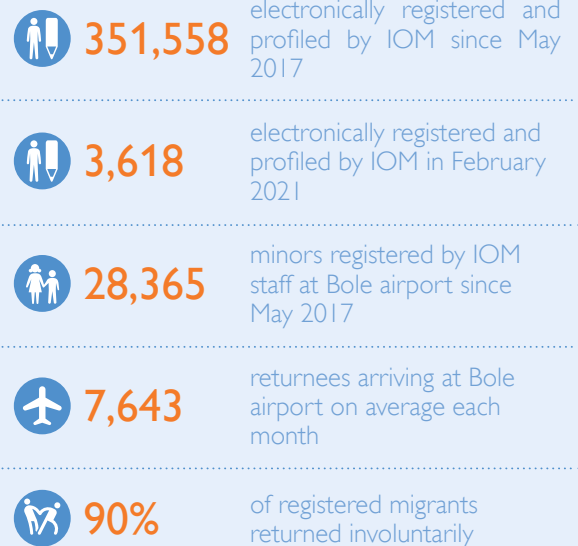 351,558
electronically registered and
profiled by IOM since May
2017
3,618
electronically registered and
profiled by IOM in February
2021
28,365
minors registered by IOM
staff at Bole airport since
May 2017
7,643
returnees arriving at Bole
airport on average each
month
90%
of registered migrants
returned involuntarily